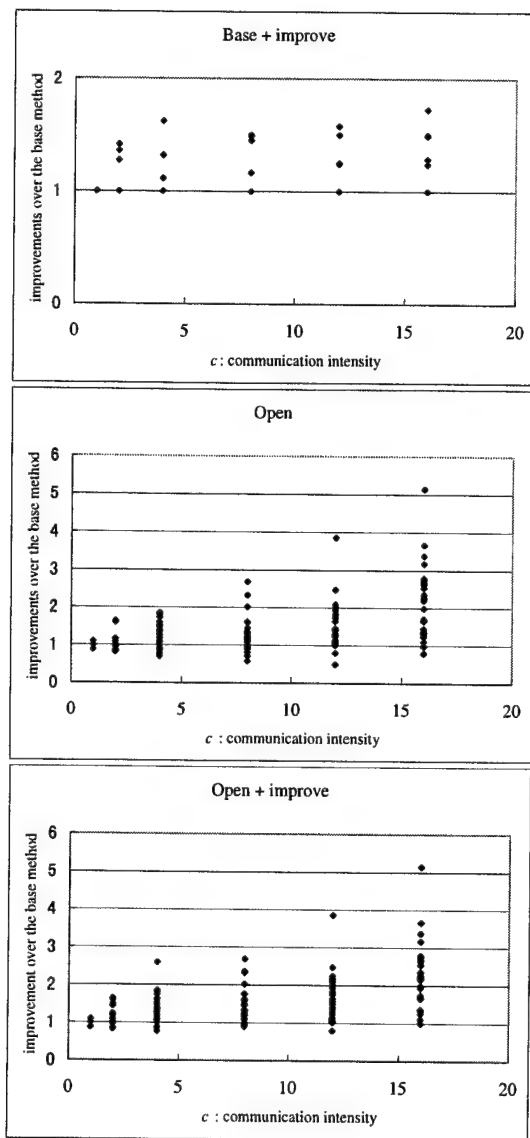 Base + improve
improvements over the base method
2
1
0
0 5 10 15 20
c : communication intensity
Open
improvements over the base method
6
5
4
3
2
1
0
0 5 10 15 20
c : communication intensity
Open + improve
improvement over the base method
6
5
4
3
2
1
0
0 5 10 15 20
c : communication intensity